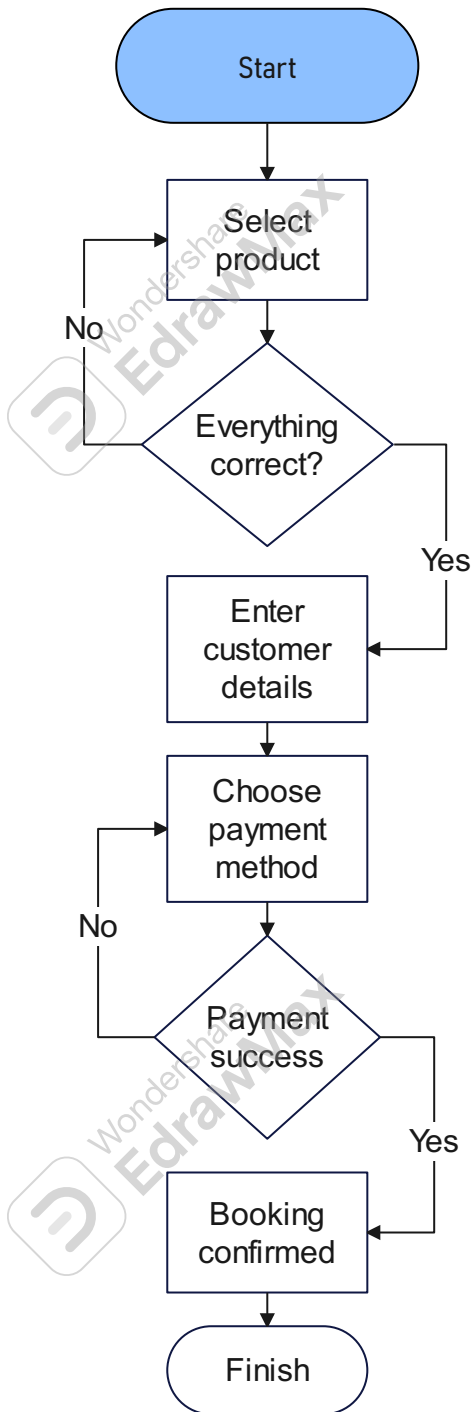 Start
Select
product
No
Everything
correct?
Yes
Enter
customer
details
Choose
payment
method
No
Payment
success
Yes
Booking
confirmed
Finish
Wondershare
EdrawMax
Wondershare
EdrawMax